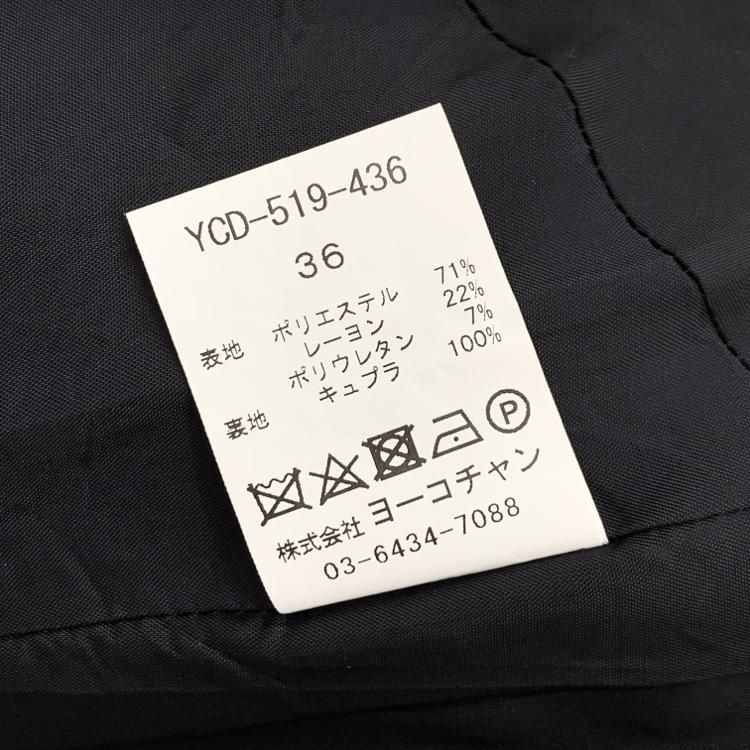 YCD-519-436
36
表地 ポリエステル 71%
レーヨン 22%
ポリウレタン 7%
裏地 キュプラ 100%
P
株式会社 ヨーコチャン
03-6434-7088